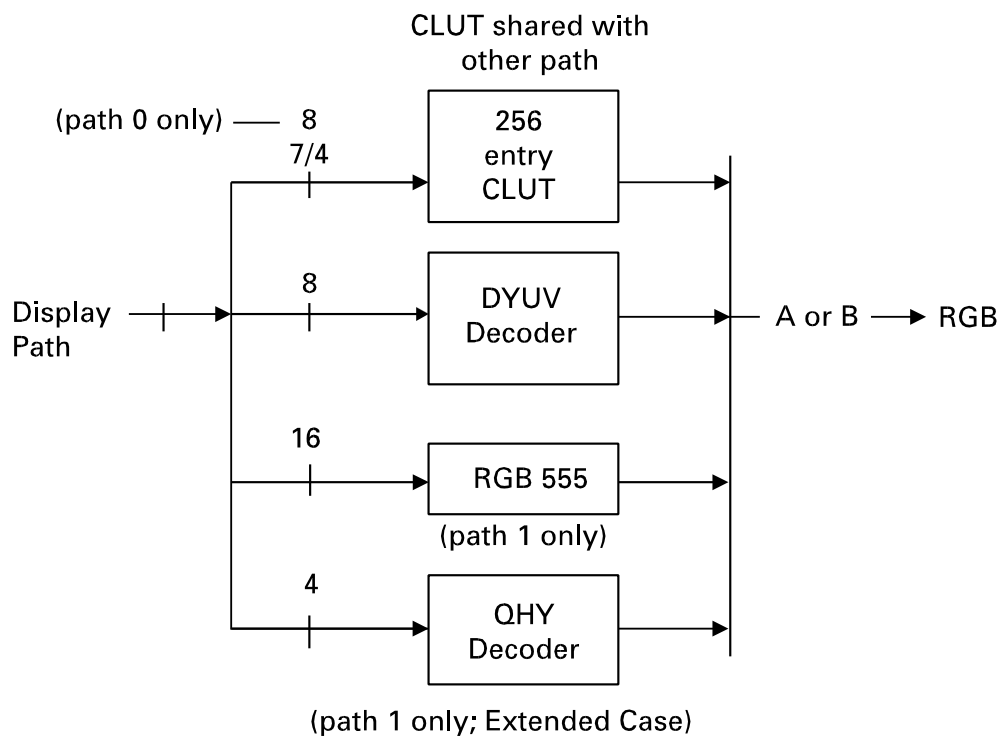 CLUT shared with
other path
(path 0 only)
8
7/4
256
entry
CLUT
8
DYUV
Decoder
Display
Path
A or B
RGB
16
RGB 555
(path 1 only)
4
QHY
Decoder
(path 1 only; Extended Case)